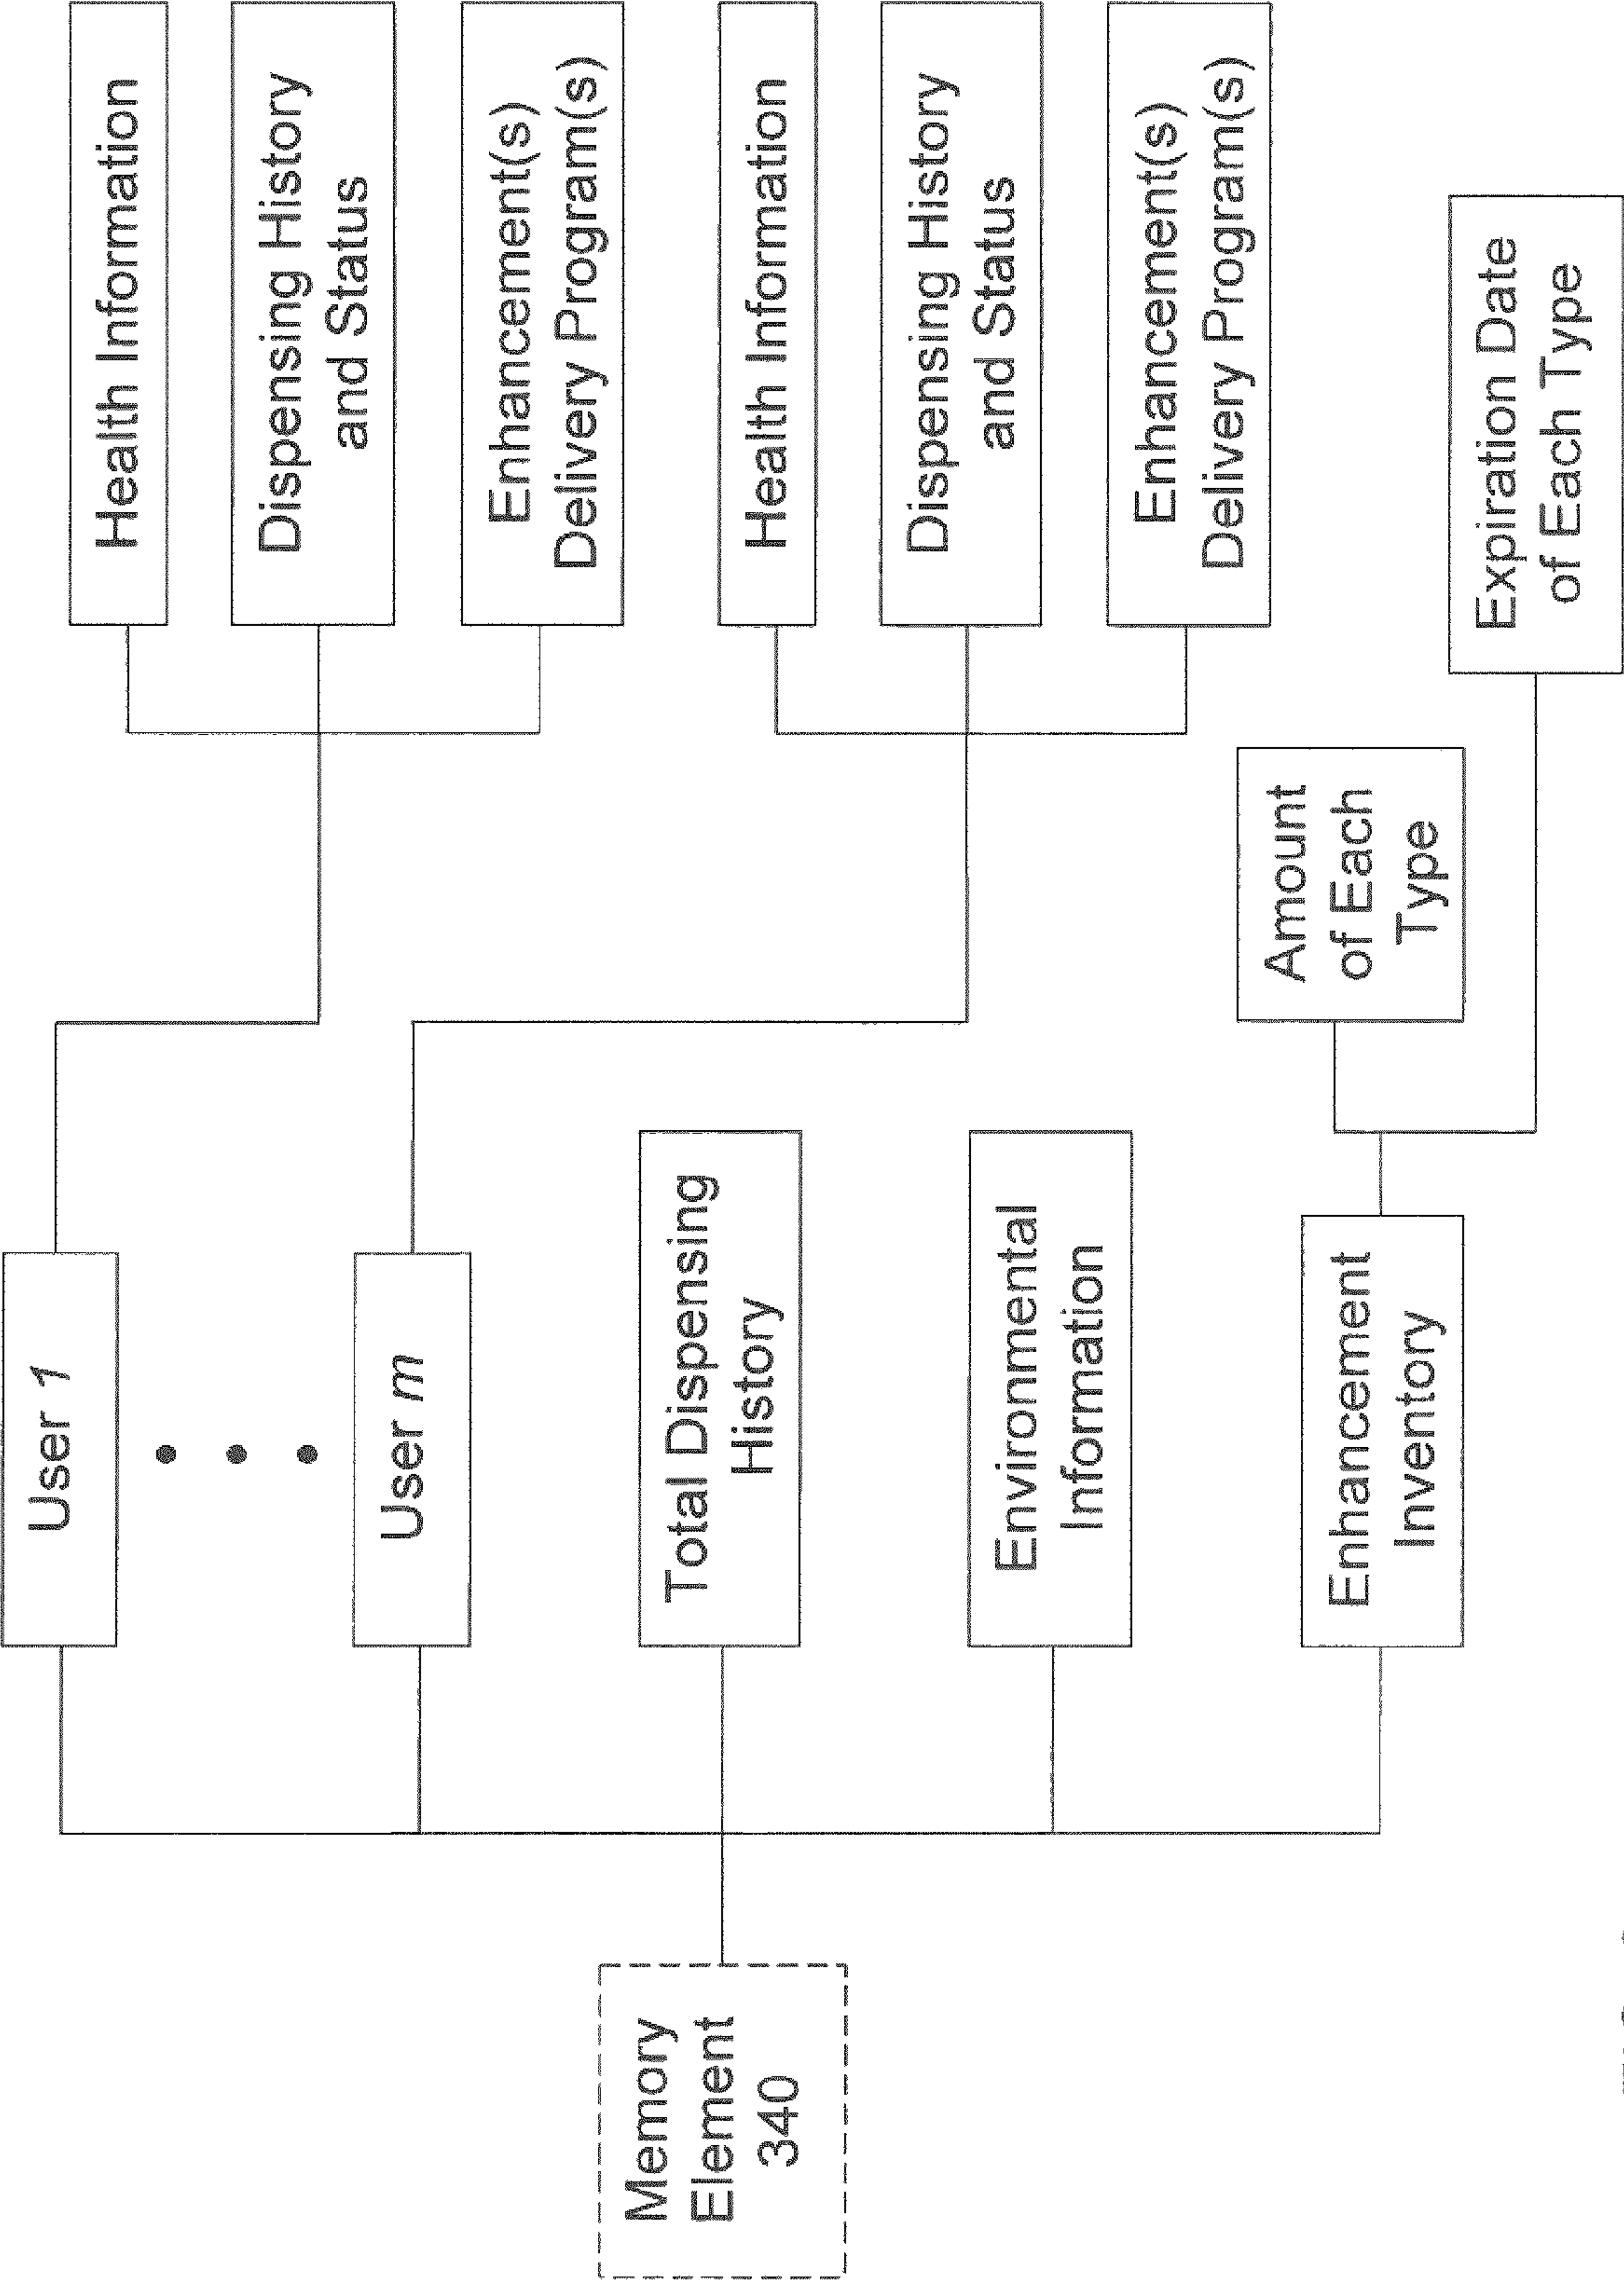 Memory
Element
340
User 1
User m
Total Dispensing
History
Environmental
Information
Enhancement
Inventory
Health Information
Dispensing History
and Status
Enhancement(s)
Delivery Program(s)
Health Information
Dispensing History
and Status
Enhancement(s)
Delivery Program(s)
Amount
of Each
Type
Expiration Date
of Each Type